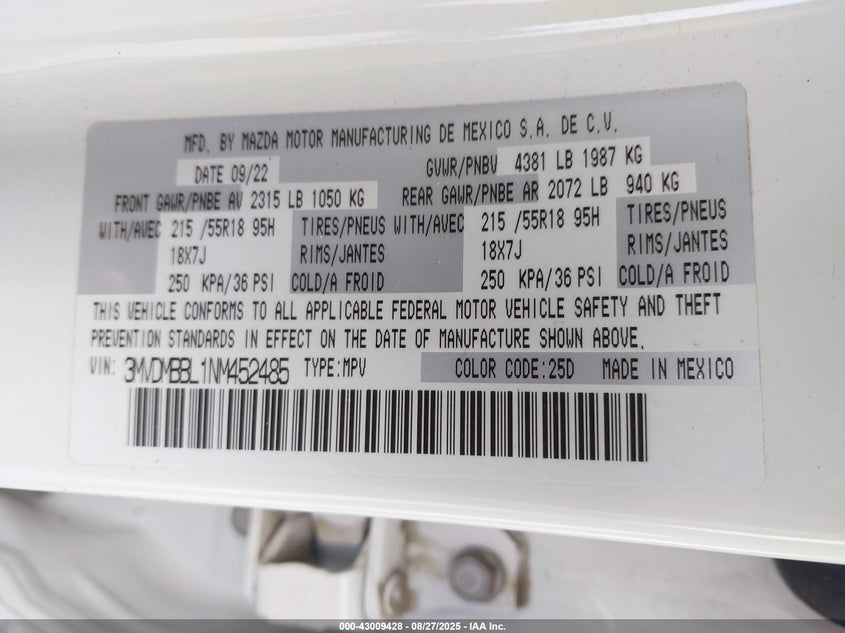 MFD. BY MAZDA MOTOR MANUFACTURING DE MEXICO S.A. DE C.V.
DATE 09/22 GVWR/PNBV 4381 LB 1987 KG
FRONT GAWR/PNBE AV 2315 LB 1050 KG REAR GAWR/PNBE AR 2072 LB 940 KG
WITH/AVEC 215 /55R18 95H TIRES/PNEUS WITH/AVEC 215 /55R18 95H TIRES/PNEUS
18X7J RIMS/JANTES 18X7J RIMS/JANTES
250 KPA/36 PSI COLD/A FROID 250 KPA/36 PSI COLD/A FROID
THIS VEHICLE CONFORMS TO ALL APPLICABLE FEDERAL MOTOR VEHICLE SAFETY AND THEFT
PREVENTION STANDARDS IN EFFECT ON THE DATE OF MANUFACTURE SHOWN ABOVE.
VIN: 3MVDMBBL1NM452485 TYPE:MPV COLOR CODE:25D MADE IN MEXICO
000-43009428 - 08/27/2025 - IAA Inc.